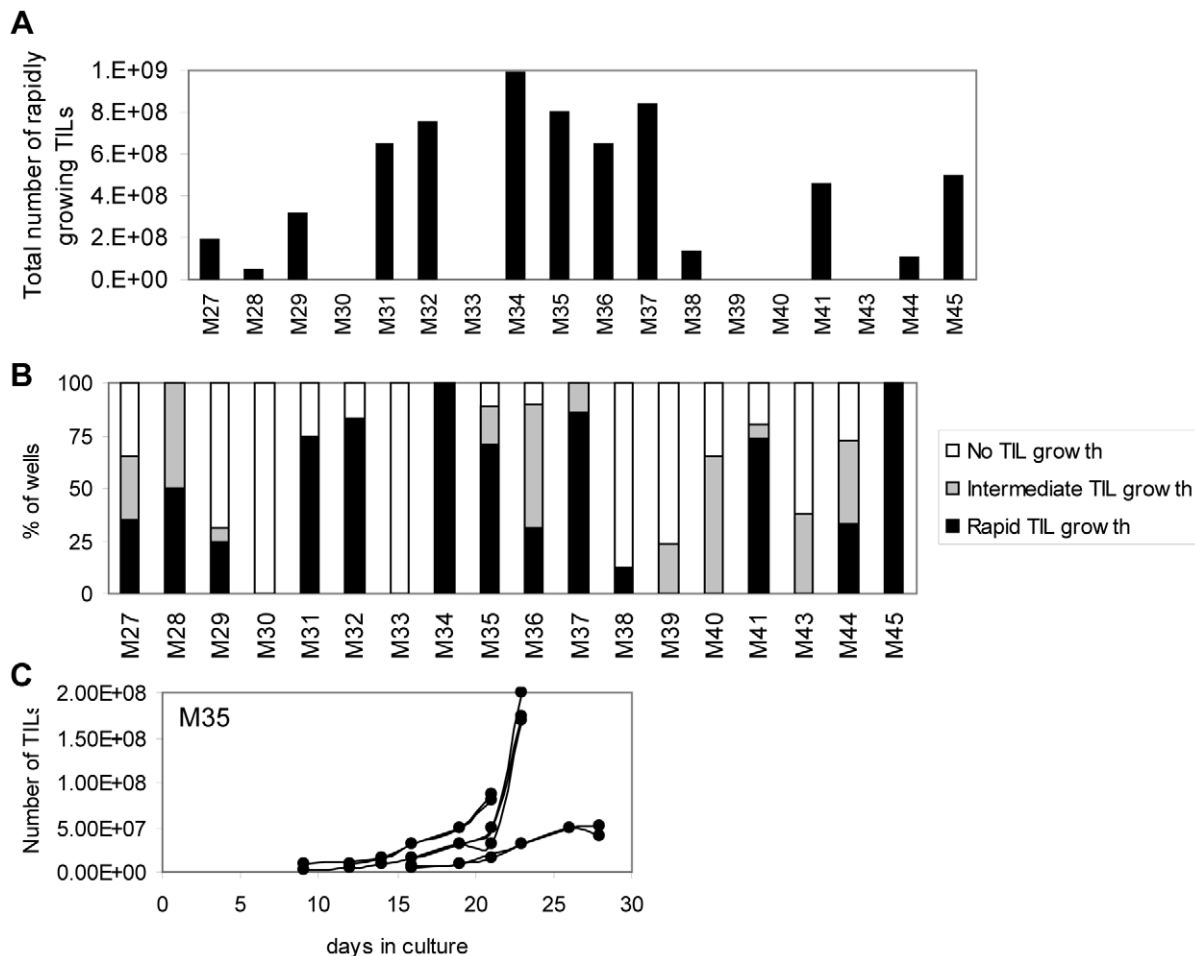 A
Total number of rapidly
growing TILs
1.E+09
8.E+08
6.E+08
4.E+08
2.E+08
0.E+00
M27 M28 M29 M30 M31 M32 M33 M34 M35 M36 M37 M38 M39 M40 M41 M43 M44 M45
B
% of wells
100
75
50
25
0
M27 M28 M29 M30 M31 M32 M33 M34 M35 M36 M37 M38 M39 M40 M41 M43 M44 M45
No TIL grow th
Intermediate TIL grow th
Rapid TIL grow th
C
Number of TILs
2.00E+08
1.50E+08
1.00E+08
5.00E+07
0.00E+00
M35
0 5 10 15 20 25 30
days in culture